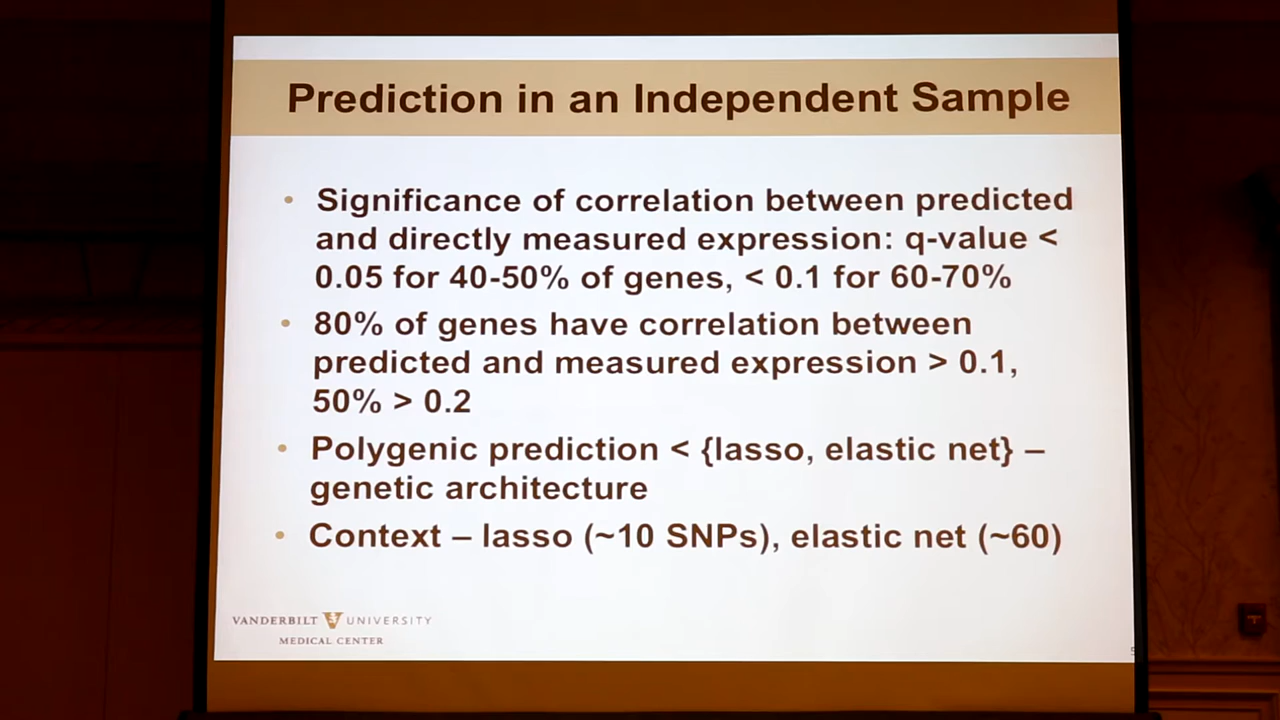 Prediction in an Independent Sample
• Significance of correlation between predicted
and directly measured expression: q-value <
0.05 for 40-50% of genes, < 0.1 for 60-70%
• 80% of genes have correlation between
predicted and measured expression > 0.1,
50% > 0.2
• Polygenic prediction < {lasso, elastic net} –
genetic architecture
• Context – lasso (~10 SNPs), elastic net (~60)
VANDERBILT UNIVERSITY
MEDICAL CENTER